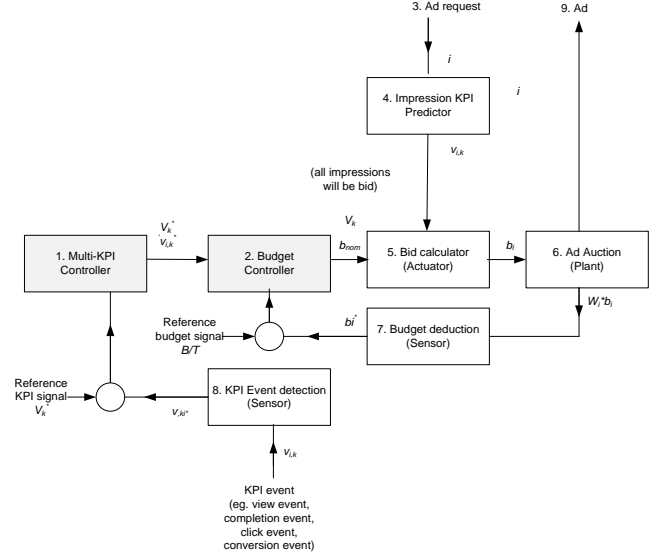 3. Ad request
9. Ad
i
4. Impression KPI
Predictor
i
v_i,k
(all impressions
will be bid)
V_k^*
v_i,k^*
V_k
1. Multi-KPI
Controller
2. Budget
Controller
b_nom
5. Bid calculator
(Actuator)
b_i
6. Ad Auction
(Plant)
W_i^*b_i
Reference
budget signal
B/T
bi^*
7. Budget deduction
(Sensor)
Reference
KPI signal
V_k^*
v_,ki*
8. KPI Event detection
(Sensor)
v_i,k
KPI event
(eg. view event,
completion event,
click event,
conversion event)